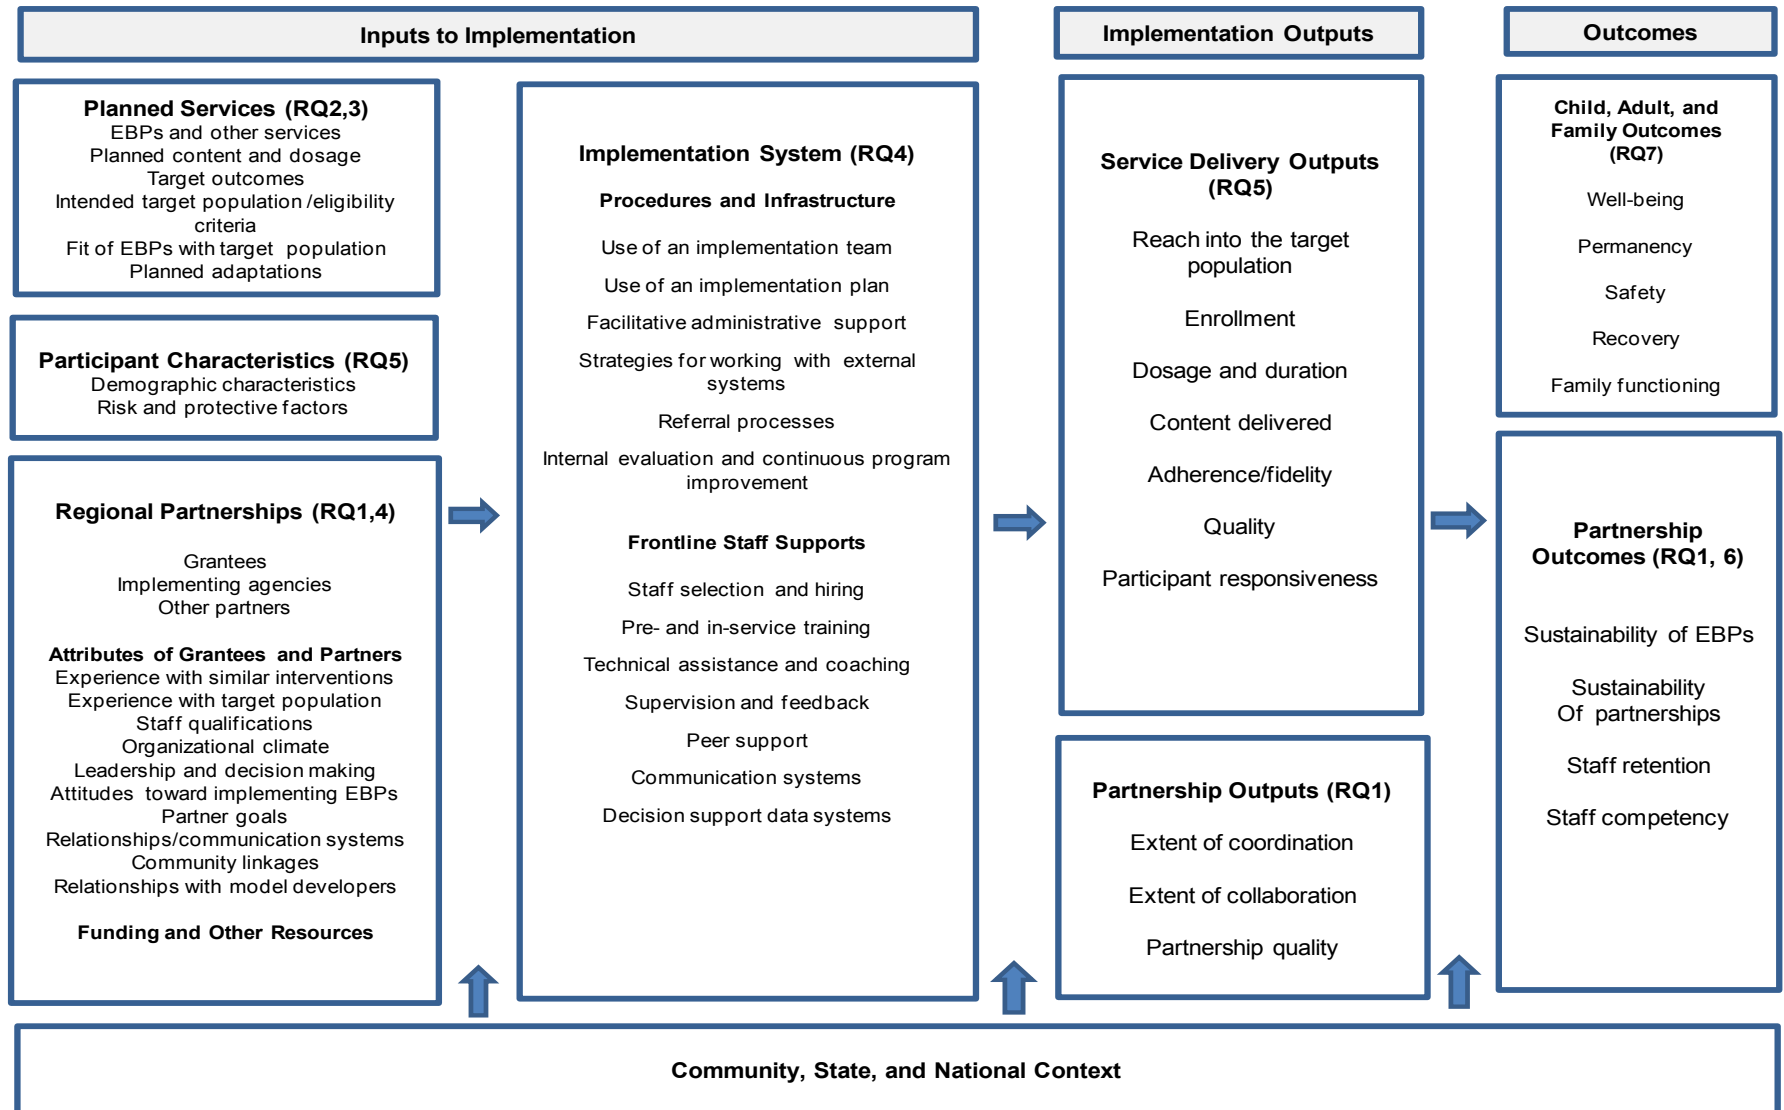 Inputs to Implementation
Implementation Outputs
Outcomes
Planned Services (RQ2,3)
EBPs and other services
Planned content and dosage
Target outcomes
Intended target population /eligibility
criteria
Fit of EBPs with target population
Planned adaptations
Participant Characteristics (RQ5)
Demographic characteristics
Risk and protective factors
Regional Partnerships (RQ1,4)
Grantees
Implementing agencies
Other partners
Attributes of Grantees and Partners
Experience with similar interventions
Experience with target population
Staff qualifications
Organizational climate
Leadership and decision making
Attitudes toward implementing EBPs
Partner goals
Relationships/communication systems
Community linkages
Relationships with model developers
Funding and Other Resources
Implementation System (RQ4)
Procedures and Infrastructure
Use of an implementation team
Use of an implementation plan
Facilitative administrative support
Strategies for working with external
systems
Referral processes
Internal evaluation and continuous program
improvement
Frontline Staff Supports
Staff selection and hiring
Pre- and in-service training
Technical assistance and coaching
Supervision and feedback
Peer support
Communication systems
Decision support data systems
Service Delivery Outputs
(RQ5)
Reach into the target
population
Enrollment
Dosage and duration
Content delivered
Adherence/fidelity
Quality
Participant responsiveness
Partnership Outputs (RQ1)
Extent of coordination
Extent of collaboration
Partnership quality
Child, Adult, and
Family Outcomes
(RQ7)
Well-being
Permanency
Safety
Recovery
Family functioning
Partnership
Outcomes (RQ1, 6)
Sustainability of EBPs
Sustainability
Of partnerships
Staff retention
Staff competency
Community, State, and National Context